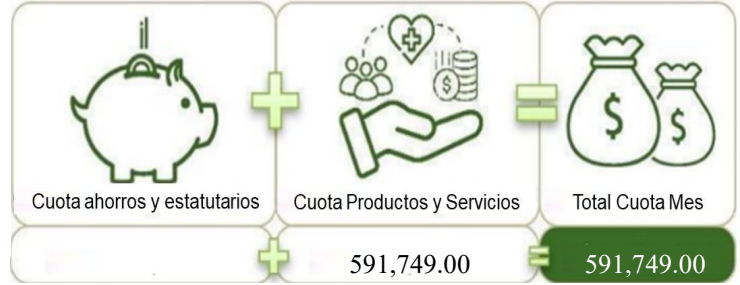 Cuota ahorros y estatutarios
Cuota Productos y Servicios
Total Cuota Mes
591,749.00
591,749.00